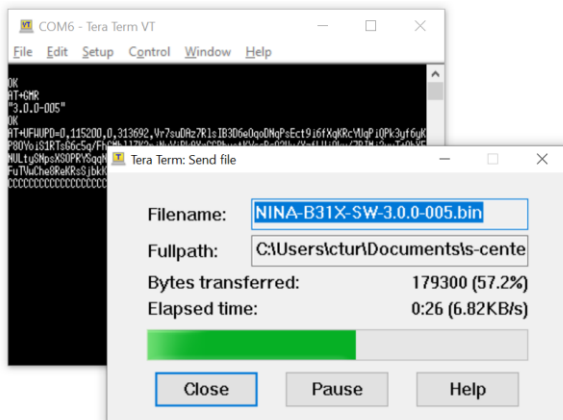 COM6 - Tera Term VT
File Edit Setup Control Window Help
OK
AT+GMR
"3.0.0-005"
OK
CCCCCCCCCCCCCCCCCCC
Tera Term: Send file
Filename: NINA-B31X-SW-3.0.0-005.bin
Fullpath: C:\Users\ctur\Documents\s-cente
Bytes transferred: 179300 (57.2%)
Elapsed time: 0:26 (6.82KB/s)
Close Pause Help